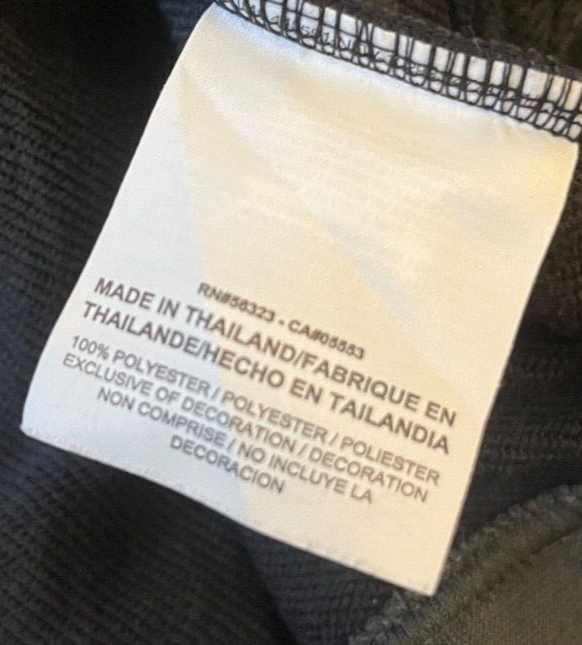 RN#56323 - CA#05553
MADE IN THAILAND/FABRIQUE EN
THAILANDE/HECHO EN TAILANDIA
100% POLYESTER / POLYESTER / POLIESTER
EXCLUSIVE OF DECORATION / DECORATION
NON COMPRISE / NO INCLUYE LA
DECORACION